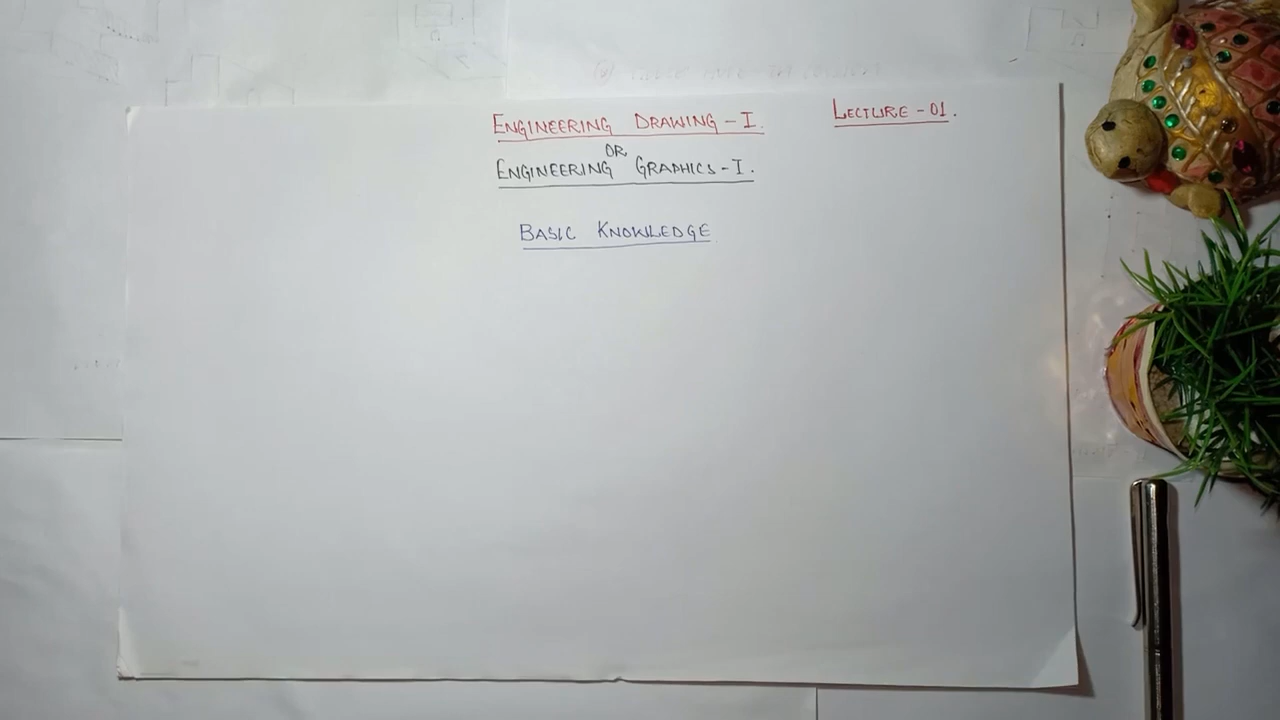 ENGINEERING DRAWING - I. LECTURE - 01.
OR
ENGINEERING GRAPHICS - I.
BASIC KNOWLEDGE